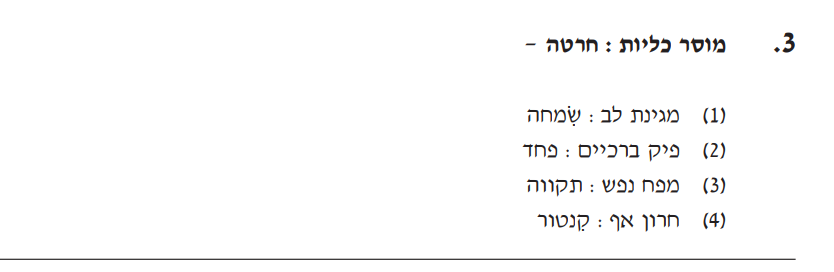 3. מוסר כליות : חרטה –
(1) מגינת לב : שִׂמחה
(2) פיק ברכיים : פחד
(3) מפח נפש : תקווה
(4) חרון אף : קִנטור